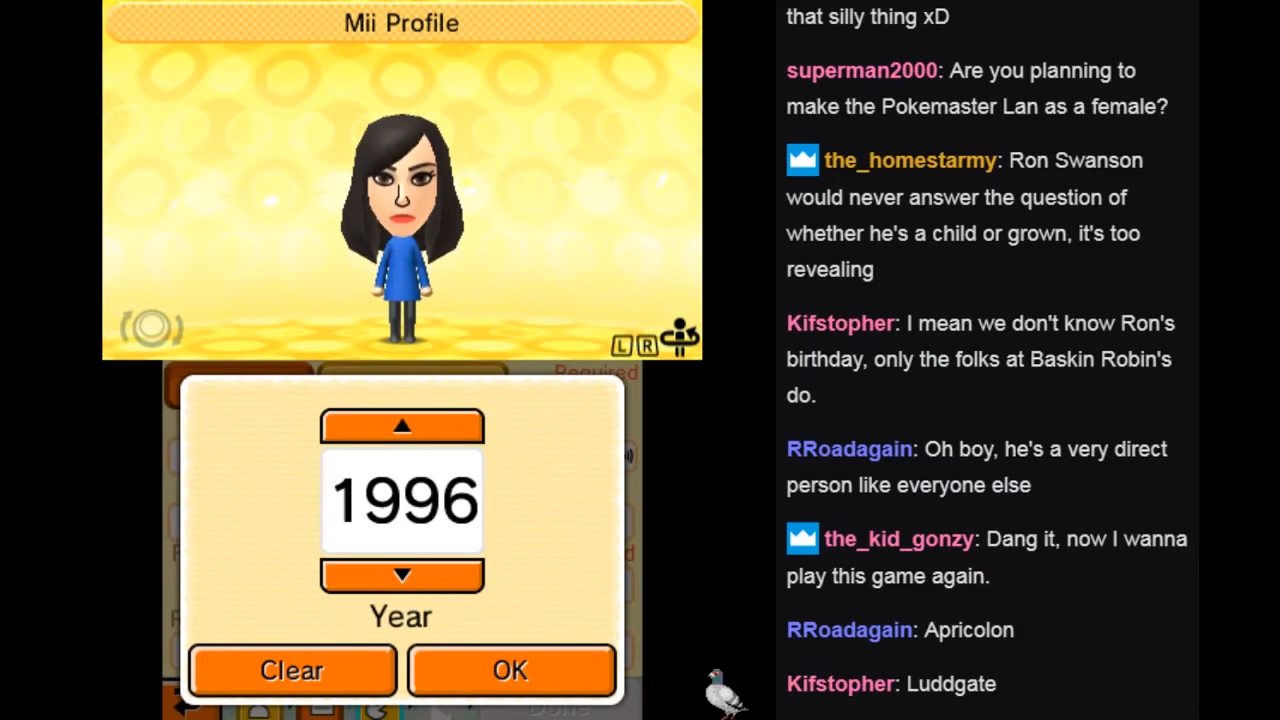 Mii Profile
L R
Required
1996
Year
Clear
OK
Done
that silly thing xD
superman2000: Are you planning to
make the Pokemaster Lan as a female?
the_homestarmy: Ron Swanson
would never answer the question of
whether he's a child or grown, it's too
revealing
Kifstopher: I mean we don't know Ron's
birthday, only the folks at Baskin Robin's
do.
RRoadagain: Oh boy, he's a very direct
person like everyone else
the_kid_gonzy: Dang it, now I wanna
play this game again.
RRoadagain: Apricolon
Kifstopher: Luddgate